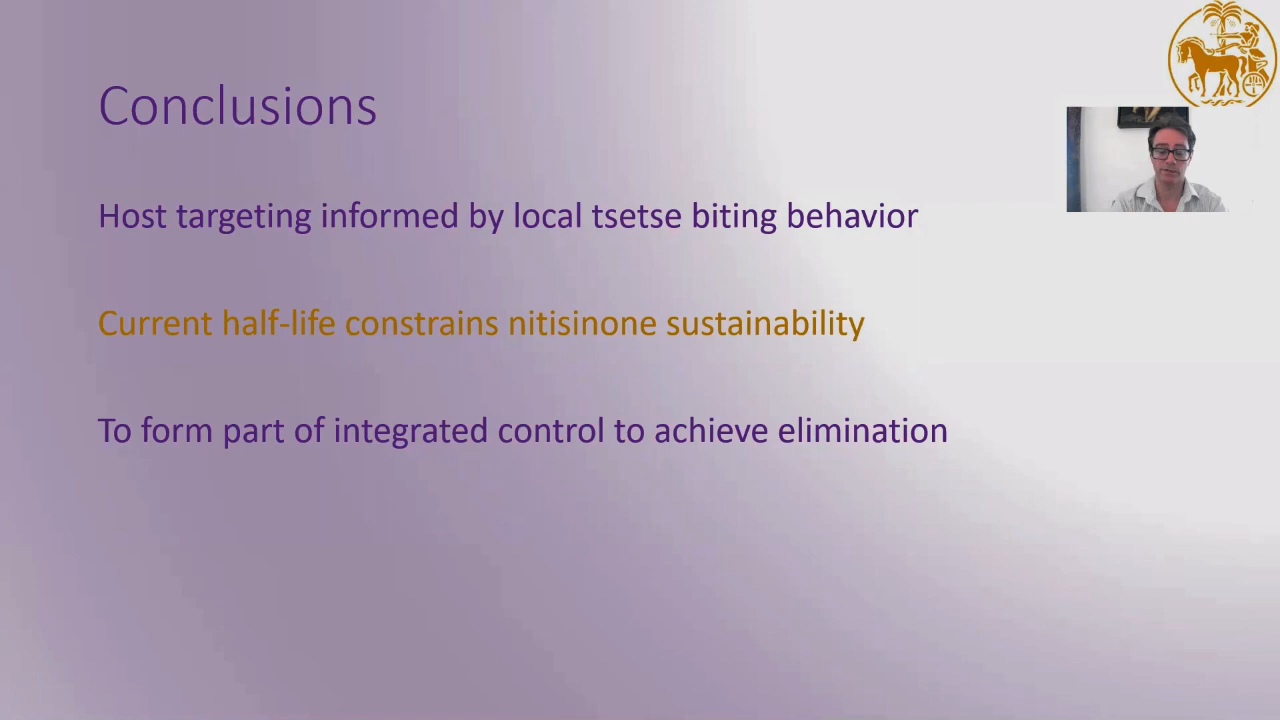 Conclusions
Host targeting informed by local tsetse biting behavior
Current half-life constrains nitisinone sustainability
To form part of integrated control to achieve elimination